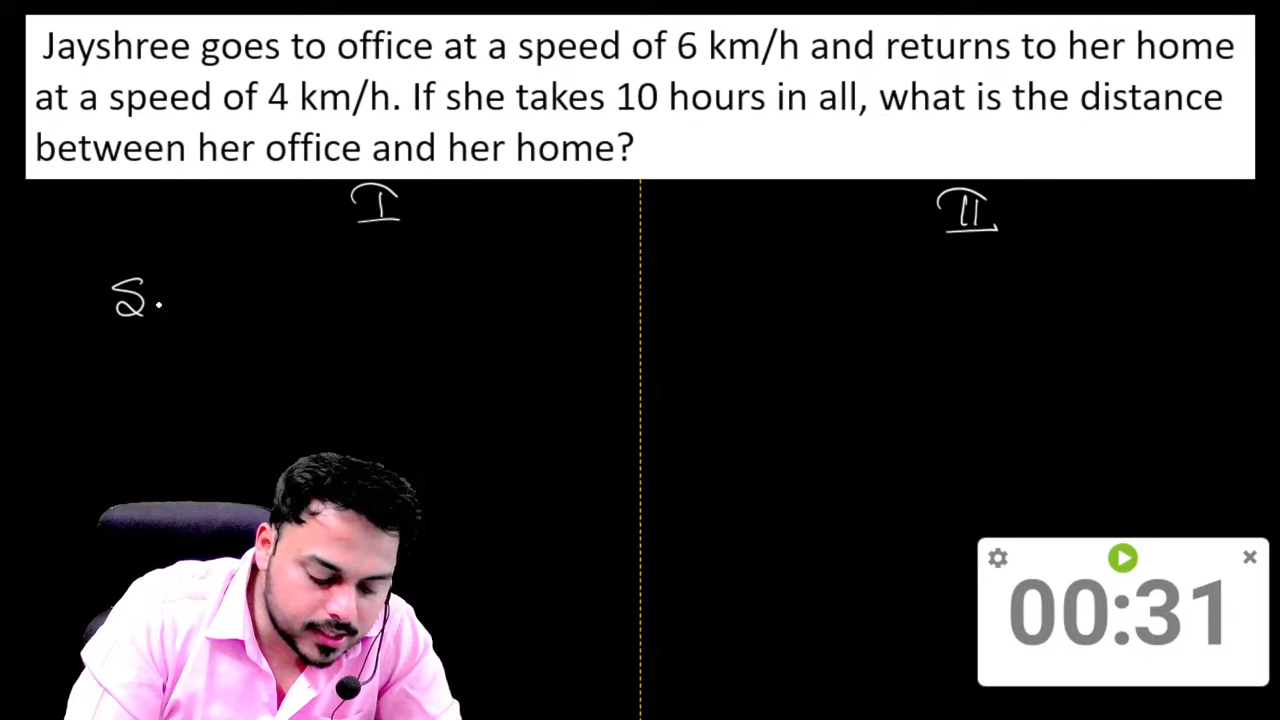 Jayshree goes to office at a speed of 6 km/h and returns to her home
at a speed of 4 km/h. If she takes 10 hours in all, what is the distance
between her office and her home?
I
II
S.
00:31